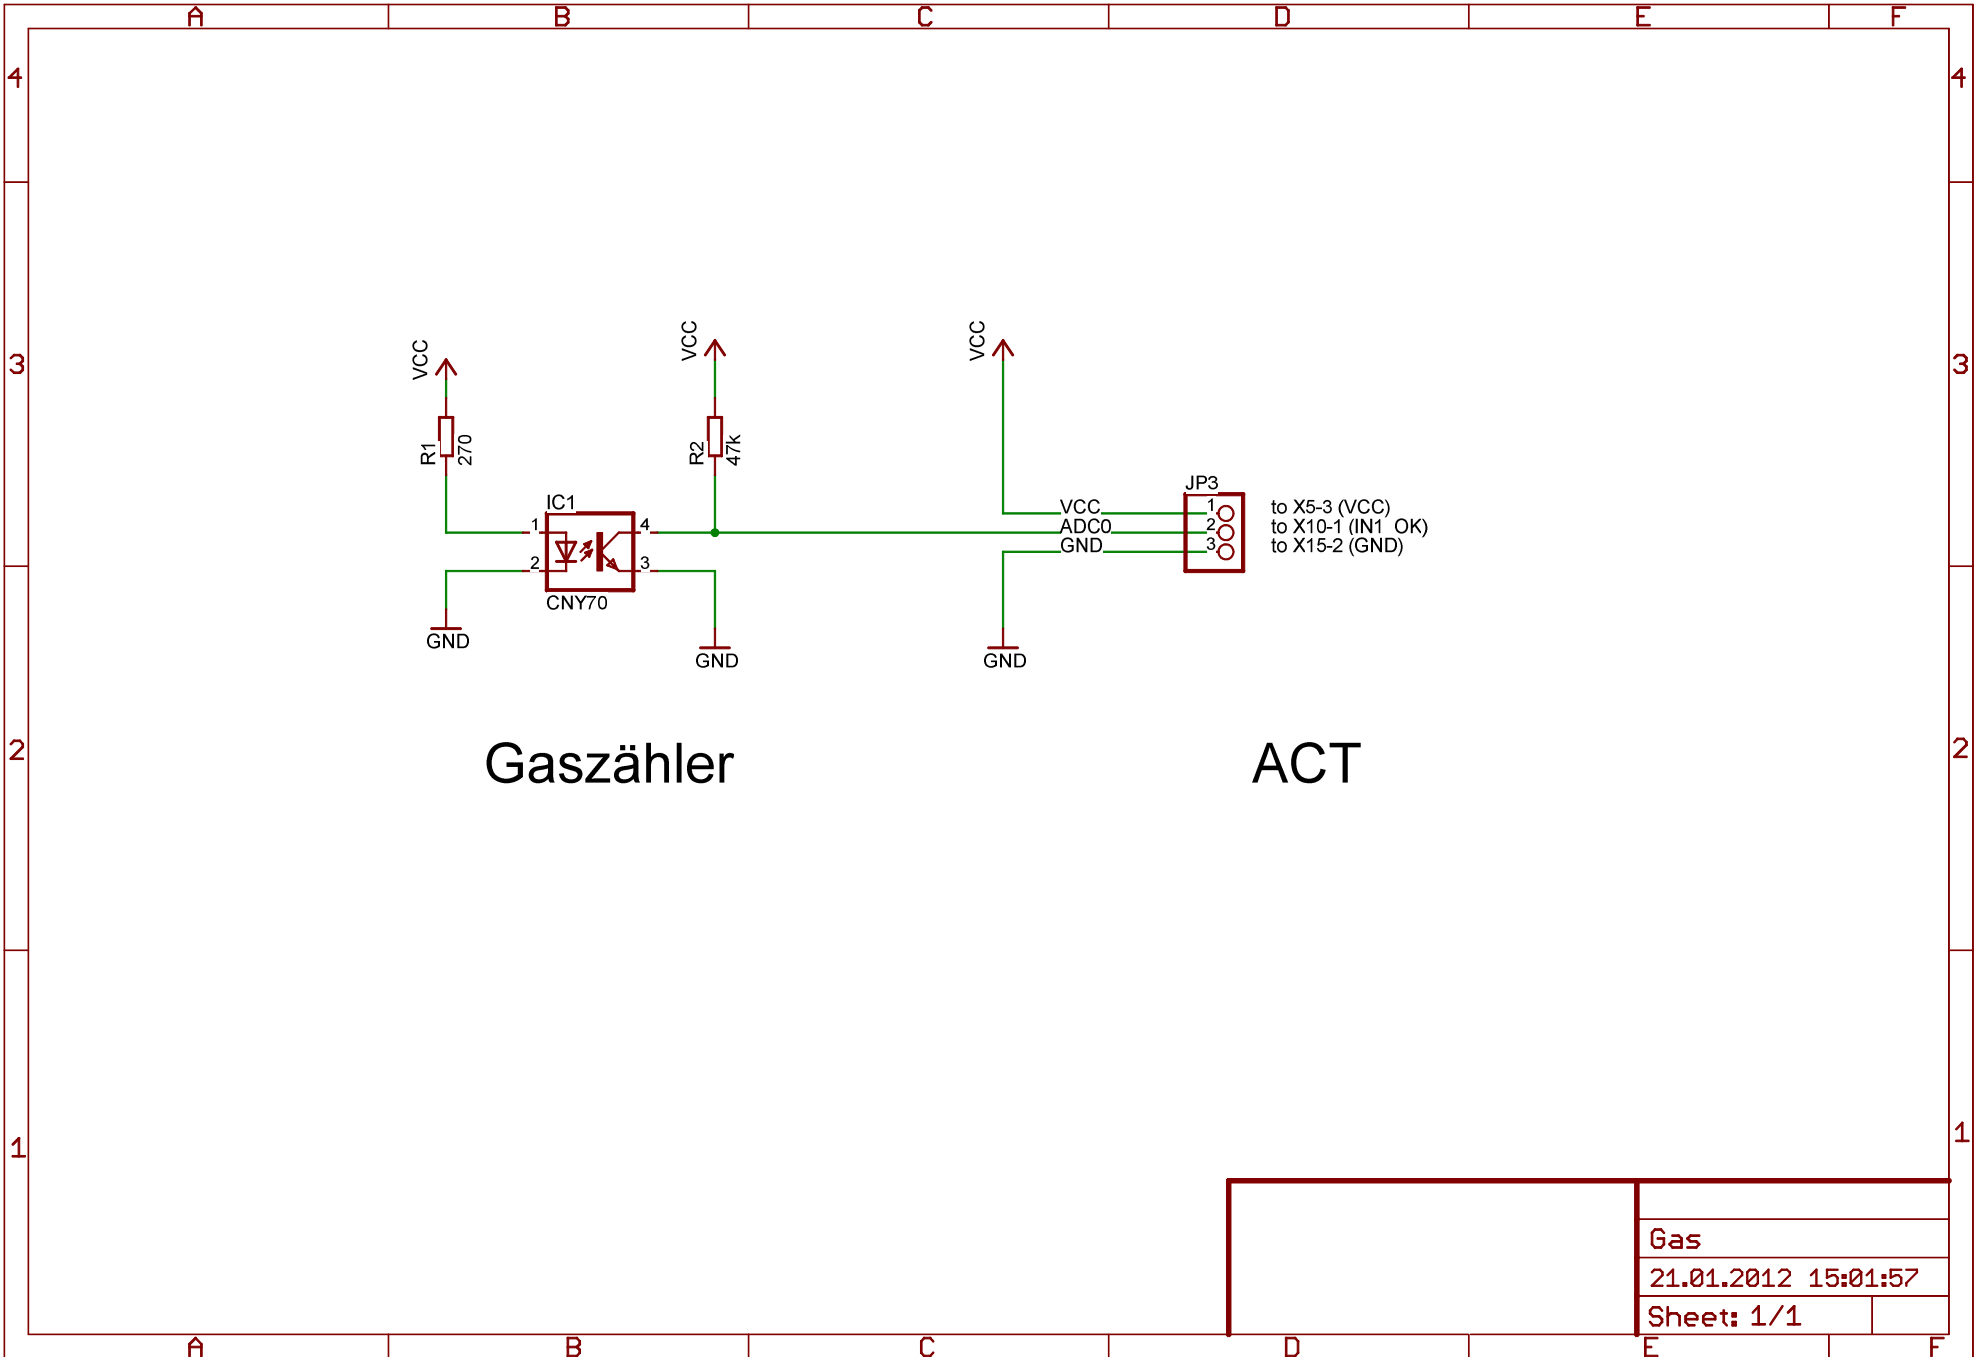 A B C D E F
4 4
VCC VCC VCC
3 3
R1 270 R2 47k
JP3
IC1
1 4 VCC 1 to X5-3 (VCC)
ADC0 2 to X10-1 (IN1 OK)
2 3 GND 3 to X15-2 (GND)
CNY70
GND GND GND
2 2
Gaszähler ACT
1 1
Gas
21.01.2012 15:01:57
Sheet: 1/1
A B C D E F